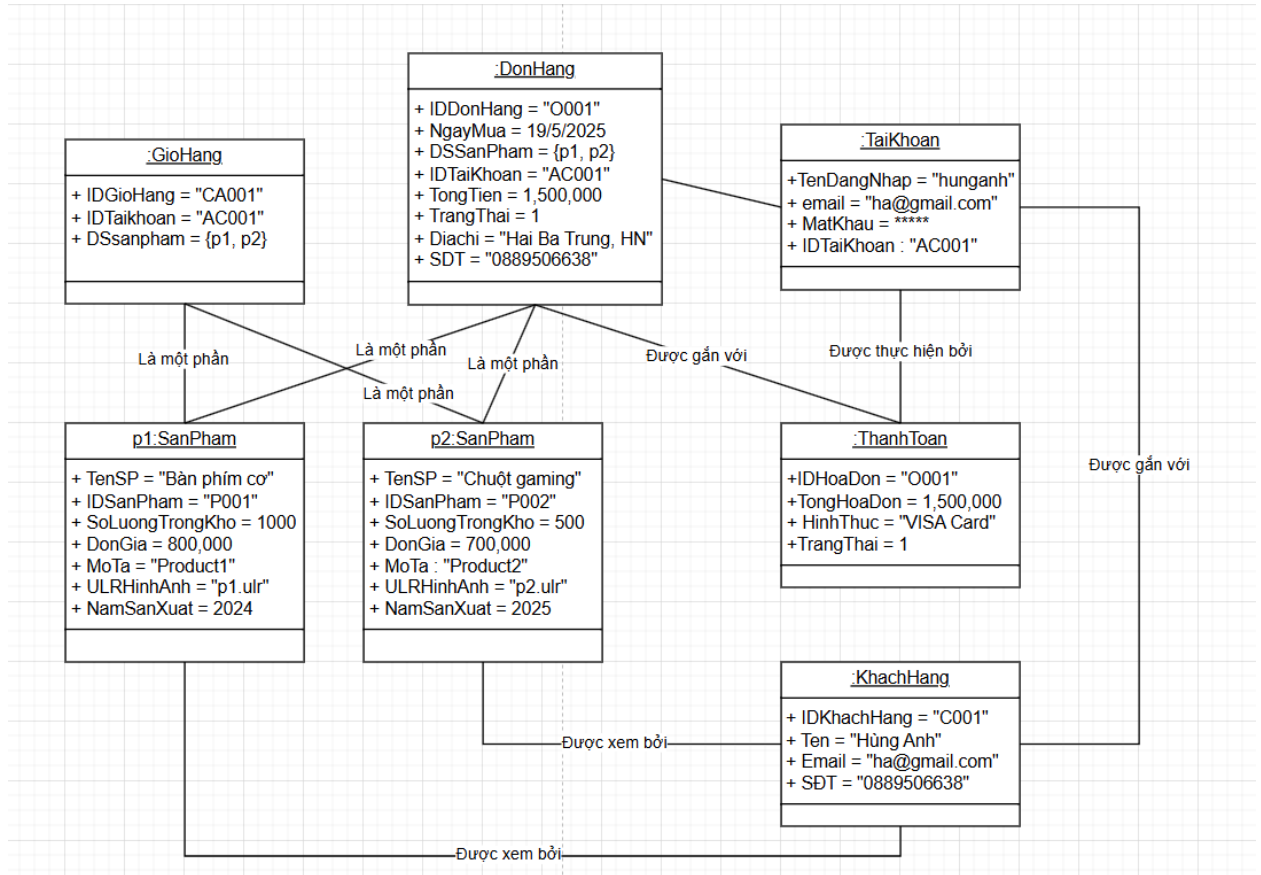 :DonHang
+ IDDonHang = "O001"
+ NgayMua = 19/5/2025
+ DSSanPham = {p1, p2}
+ IDTaiKhoan = "AC001"
+ TongTien = 1,500,000
+ TrangThai = 1
+ Diachi = "Hai Ba Trung, HN"
+ SDT = "0889506638"
:GioHang
+ IDGioHang = "CA001"
+ IDTaikhoan = "AC001"
+ DSsanpham = {p1, p2}
:TaiKhoan
+TenDangNhap = "hunganh"
+ email = "ha@gmail.com"
+ MatKhau = *****
+ IDTaiKhoan : "AC001"
Là một phần
Là một phần
Là một phần
Là một phần
Được gắn với
Được thực hiện bởi
p1:SanPham
+ TenSP = "Bàn phím cơ"
+ IDSanPham = "P001"
+ SoLuongTrongKho = 1000
+ DonGia = 800,000
+ MoTa = "Product1"
+ ULRHinhAnh = "p1.ulr"
+ NamSanXuat = 2024
p2:SanPham
+ TenSP = "Chuột gaming"
+ IDSanPham = "P002"
+ SoLuongTrongKho = 500
+ DonGia = 700,000
+ MoTa : "Product2"
+ ULRHinhAnh = "p2.ulr"
+ NamSanXuat = 2025
:ThanhToan
+IDHoaDon = "O001"
+TongHoaDon = 1,500,000
+ HinhThuc = "VISA Card"
+TrangThai = 1
Được gắn với
:KhachHang
+ IDKhachHang = "C001"
+ Ten = "Hùng Anh"
+ Email = "ha@gmail.com"
+ SĐT = "0889506638"
Được xem bởi
Được xem bởi